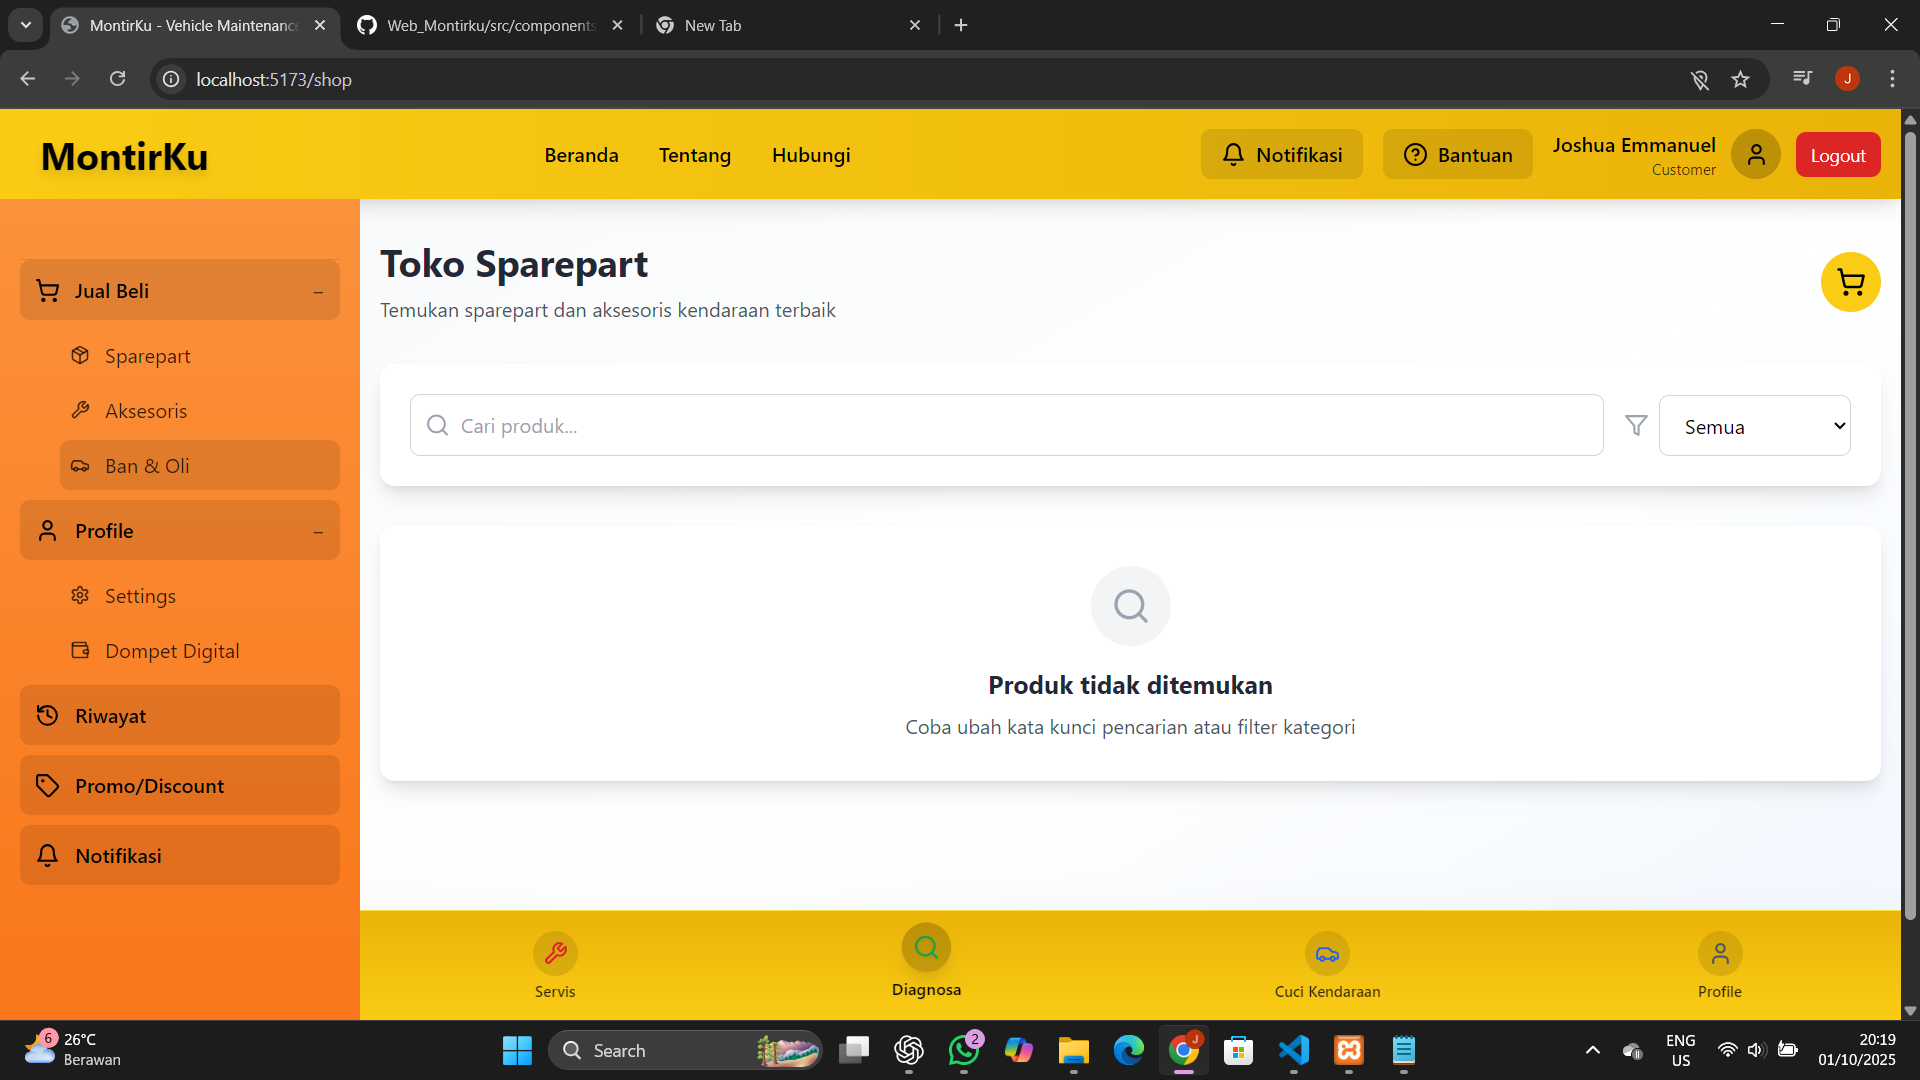 MontirKu - Vehicle Maintenance
Web_Montirku/src/components
New Tab
localhost:5173/shop
J
MontirKu
Beranda
Tentang
Hubungi
Notifikasi
Bantuan
Joshua Emmanuel
Customer
Logout
Jual Beli
–
Sparepart
Aksesoris
Ban & Oli
Profile
–
Settings
Dompet Digital
Riwayat
Promo/Discount
Notifikasi
Toko Sparepart
Temukan sparepart dan aksesoris kendaraan terbaik
Cari produk...
Semua
Produk tidak ditemukan
Coba ubah kata kunci pencarian atau filter kategori
Servis
Diagnosa
Cuci Kendaraan
Profile
6
26°C
Berawan
Search
2
J
ENG
US
20:19
01/10/2025